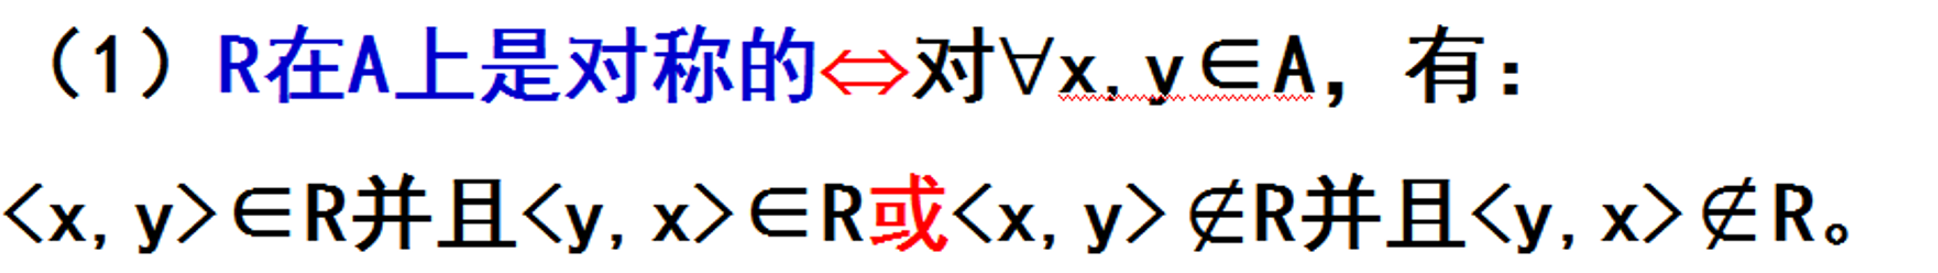 （1）R在A上是对称的⇔对∀x,y∈A，有：
<x,y>∈R并且<y,x>∈R或<x,y>∉R并且<y,x>∉R。